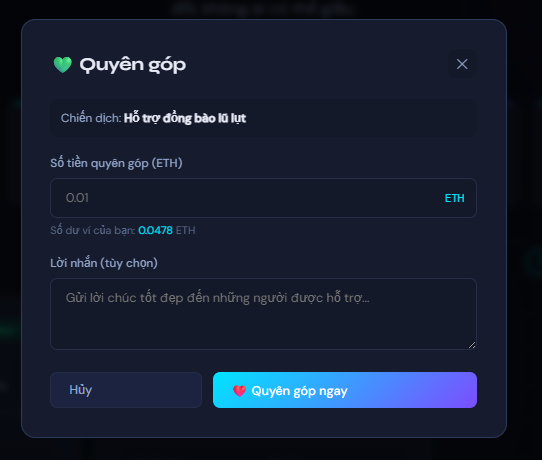 Quyên góp
Chiến dịch: Hỗ trợ đồng bào lũ lụt
Số tiền quyên góp (ETH)
0.01 ETH
Số dư ví của bạn: 0.0478 ETH
Lời nhắn (tùy chọn)
Gửi lời chúc tốt đẹp đến những người được hỗ trợ...
Hủy
Quyên góp ngay